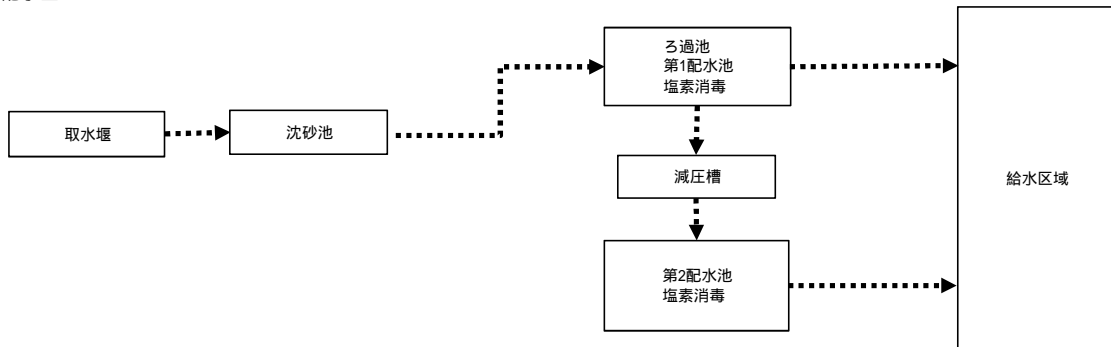 取水堰
沈砂池
ろ過池
第1配水池
塩素消毒
減圧槽
第2配水池
塩素消毒
給水区域